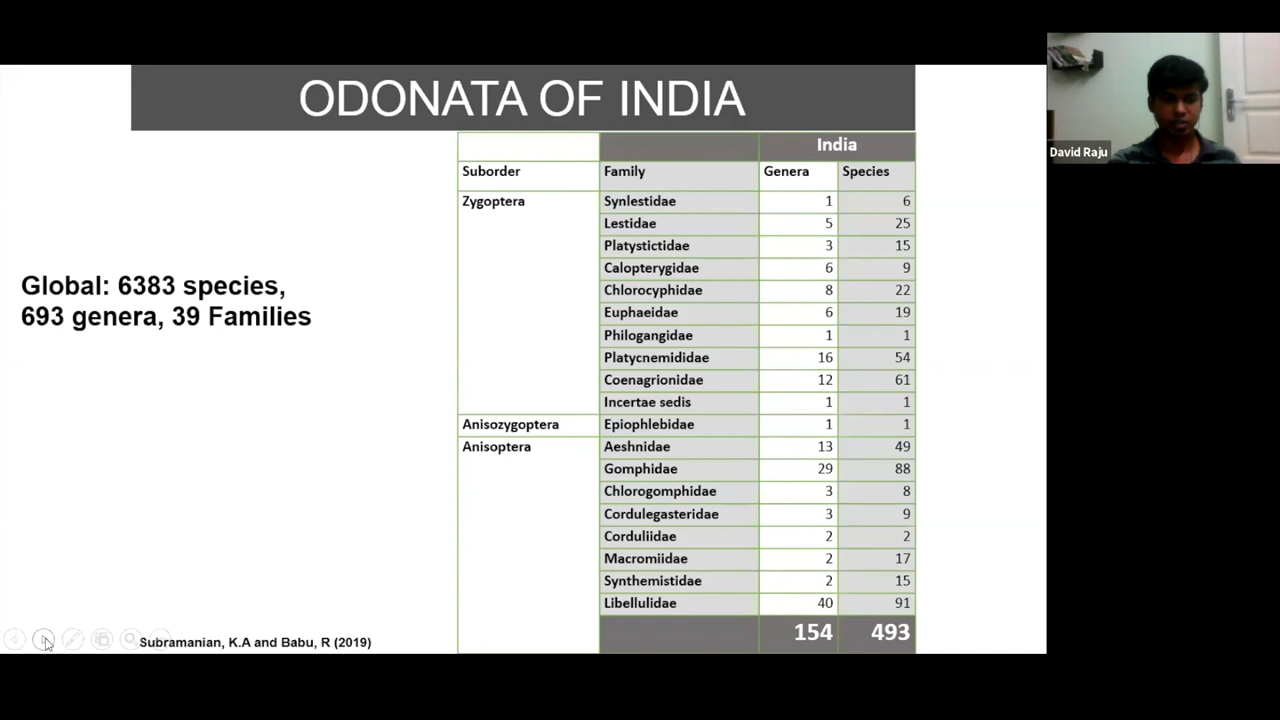 ODONATA OF INDIA
David Raju
India
Suborder Family Genera Species
Zygoptera Synlestidae 1 6
Lestidae 5 25
Platystictidae 3 15
Calopterygidae 6 9
Chlorocyphidae 8 22
Euphaeidae 6 19
Philogangidae 1 1
Platycnemididae 16 54
Coenagrionidae 12 61
Incertae sedis 1 1
Anisozygoptera Epiophlebidae 1 1
Anisoptera Aeshnidae 13 49
Gomphidae 29 88
Chlorogomphidae 3 8
Cordulegasteridae 3 9
Corduliidae 2 2
Macromiidae 2 17
Synthemistidae 2 15
Libellulidae 40 91
154 493
Global: 6383 species,
693 genera, 39 Families
Subramanian, K.A and Babu, R (2019)